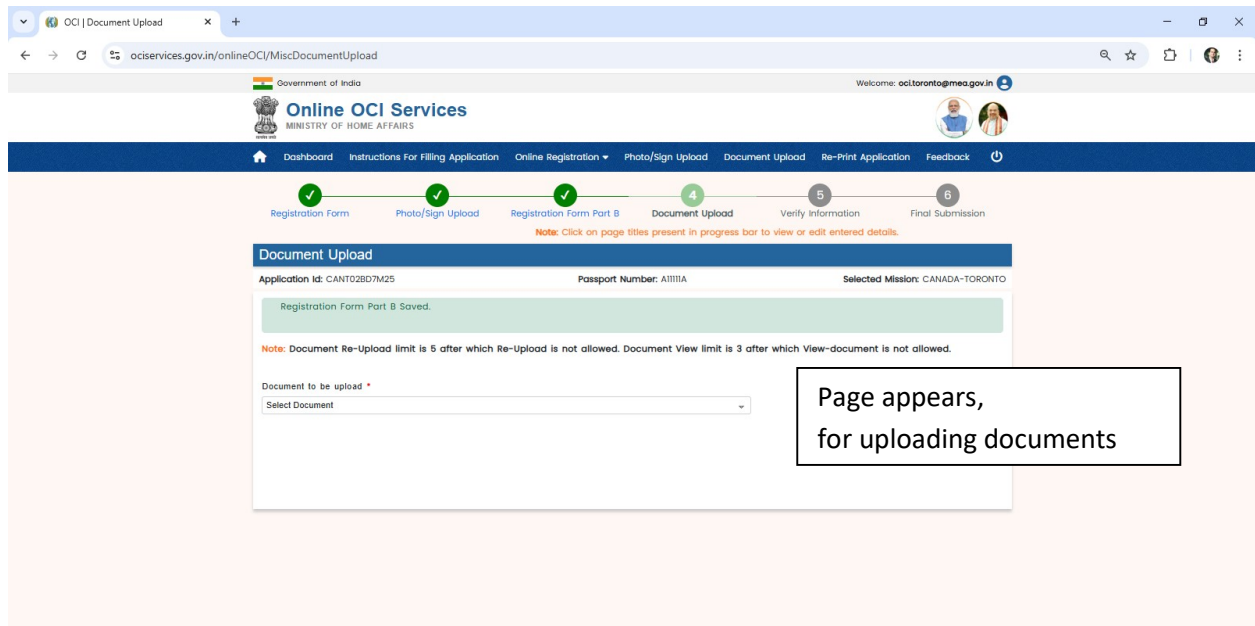 OCI | Document Upload
ociservices.gov.in/onlineOCI/MiscDocumentUpload
Government of India
Welcome: oci.toronto@mea.gov.in
Online OCI Services
MINISTRY OF HOME AFFAIRS
Dashboard Instructions For Filling Application Online Registration Photo/Sign Upload Document Upload Re-Print Application Feedback
4 5 6
Registration Form Photo/Sign Upload Registration Form Part B Document Upload Verify Information Final Submission
Note: Click on page titles present in progress bar to view or edit entered details.
Document Upload
Application Id: CANT02BD7M25 Passport Number: A11111A Selected Mission: CANADA-TORONTO
Registration Form Part B Saved.
Note: Document Re-Upload limit is 5 after which Re-Upload is not allowed. Document View limit is 3 after which View-document is not allowed.
Document to be upload *
Select Document
Page appears,
for uploading documents